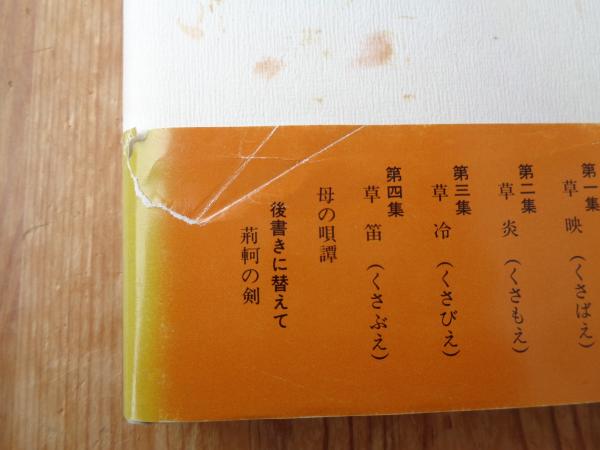 第一集
草映(くさばえ)
第二集
草炎(くさもえ)
第三集
草冷(くさびえ)
第四集
草笛(くさぶえ)
母の唄譚
後書きに替えて
荊軻の剣